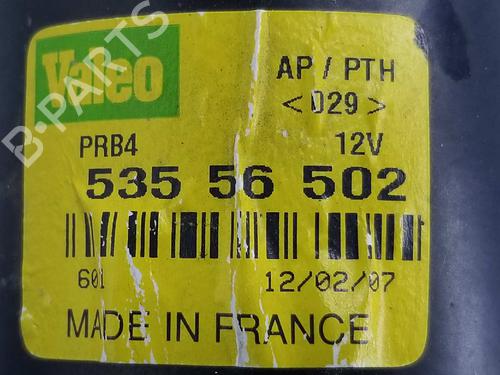 Valeo
AP / PTH
<029>
PRB4
12V
535 56 502
601
12/02/07
MADE IN FRANCE
B-PARTS